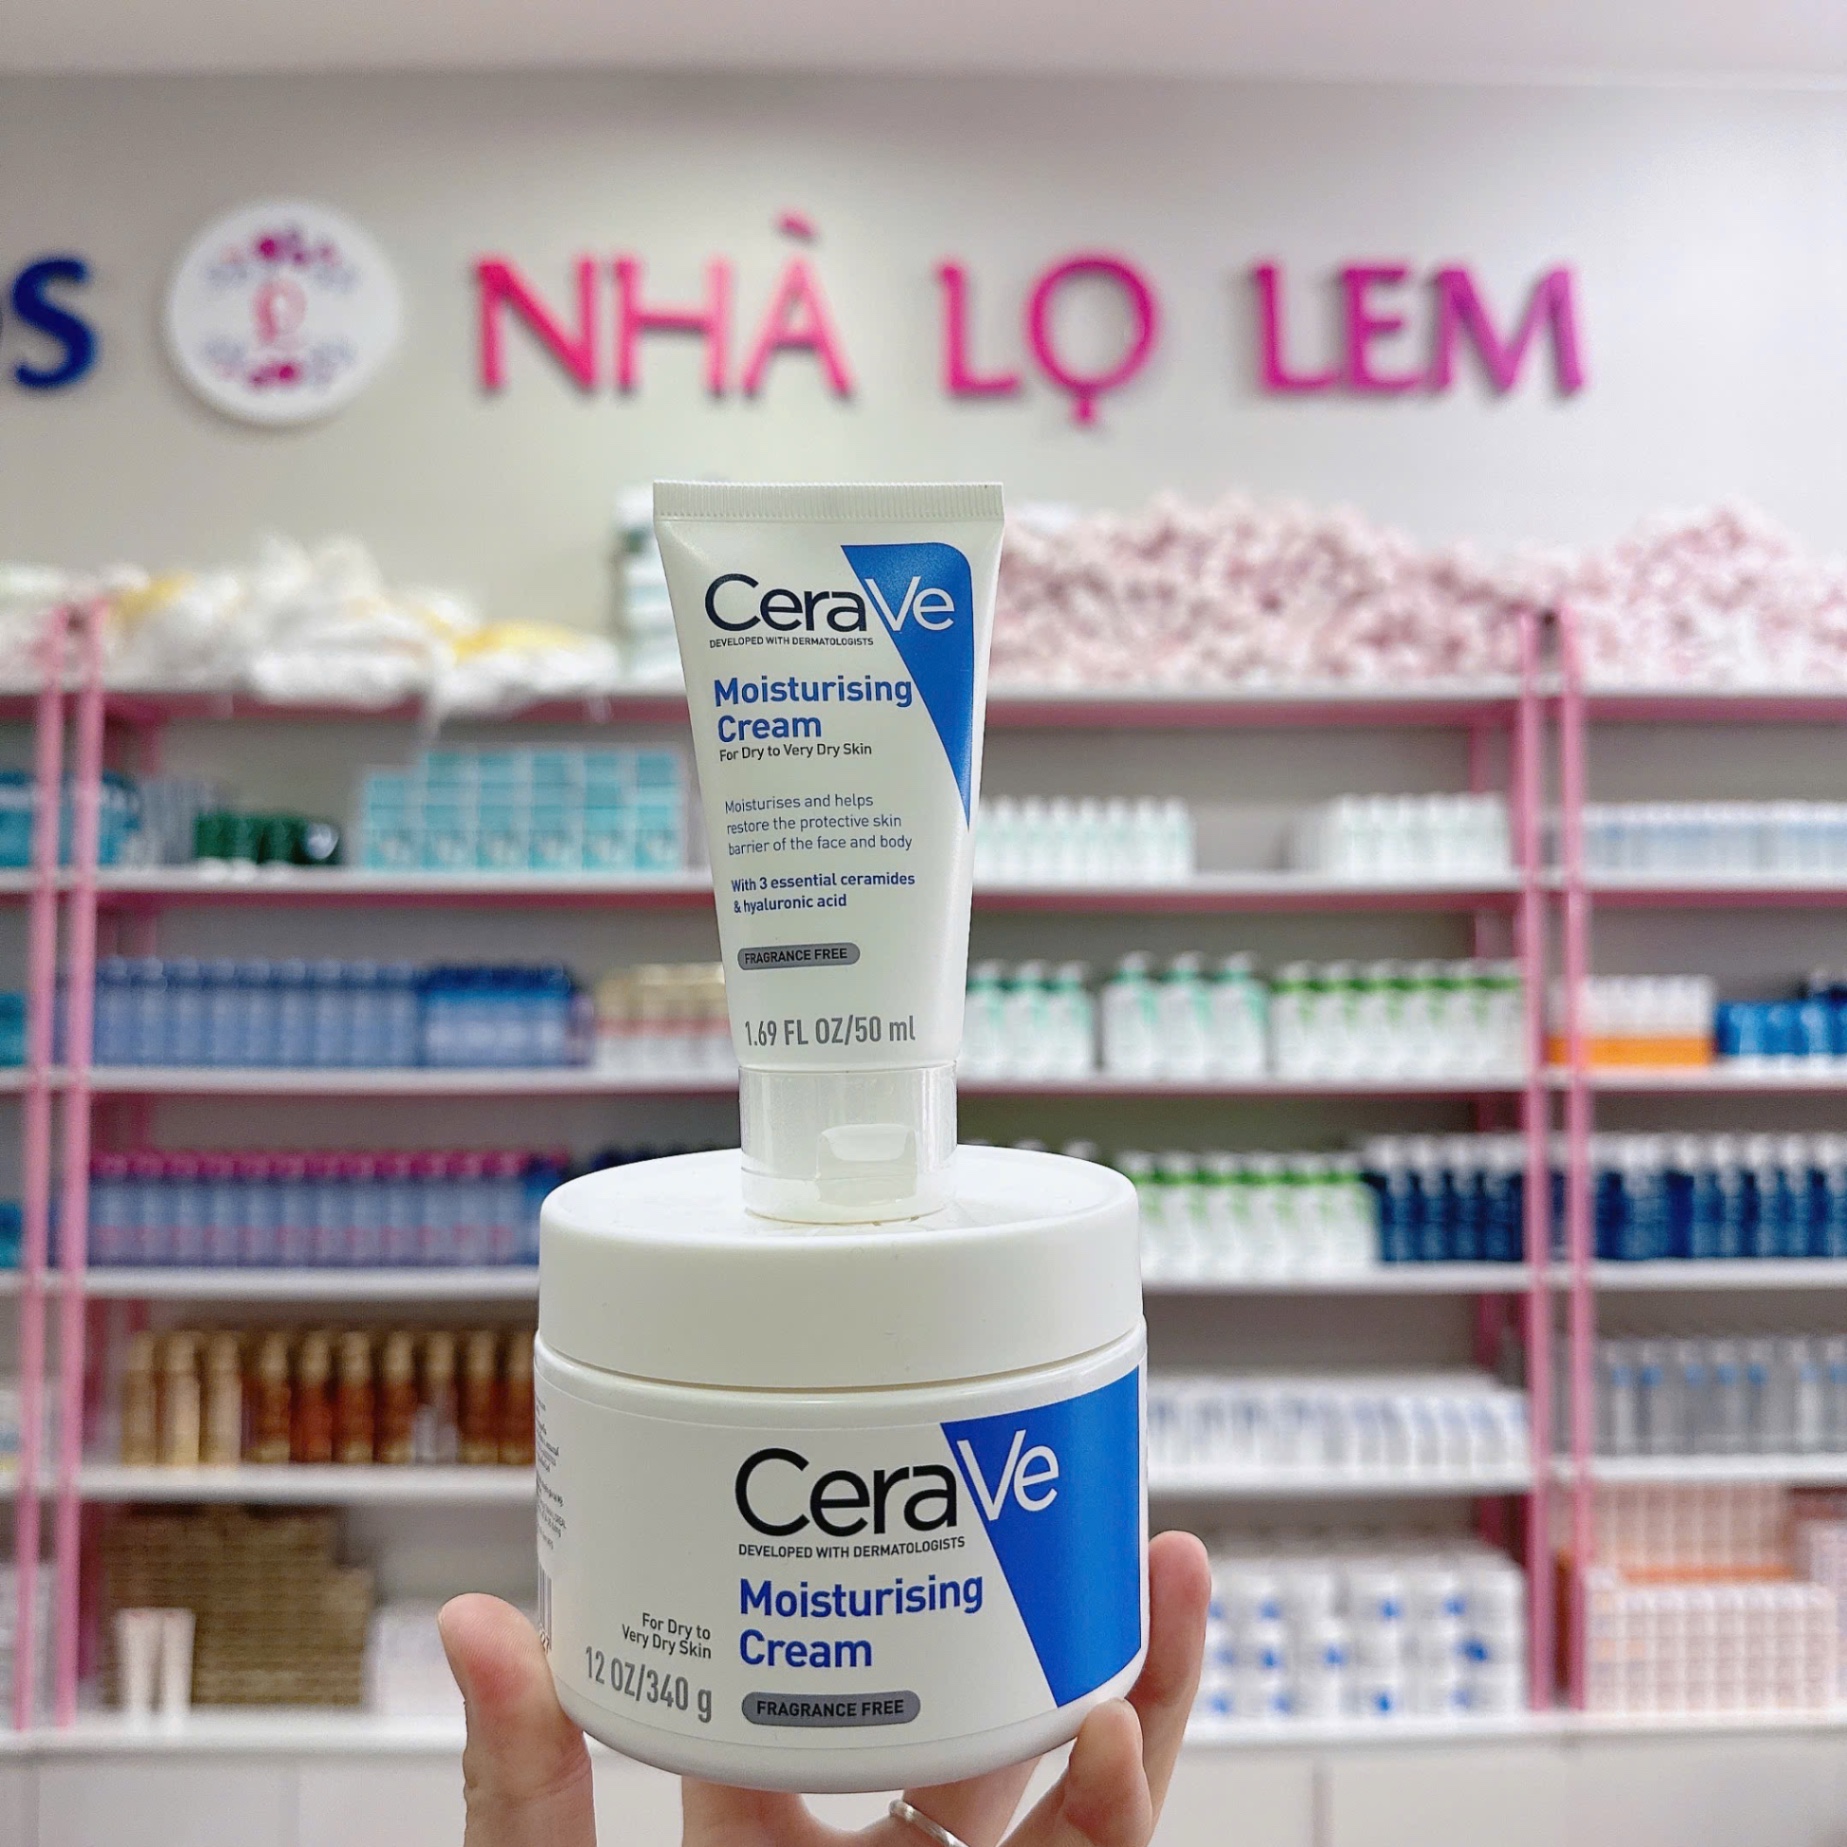 S
NHÀ LỌ LEM
CeraVe
DEVELOPED WITH DERMATOLOGISTS
Moisturising
Cream
For Dry to Very Dry Skin
Moisturises and helps
restore the protective skin
barrier of the face and body
With 3 essential ceramides
& hyaluronic acid
FRAGRANCE FREE
1.69 FL OZ/50 ml
CeraVe
DEVELOPED WITH DERMATOLOGISTS
Moisturising
Cream
For Dry to
Very Dry Skin
12 OZ/340 g
FRAGRANCE FREE